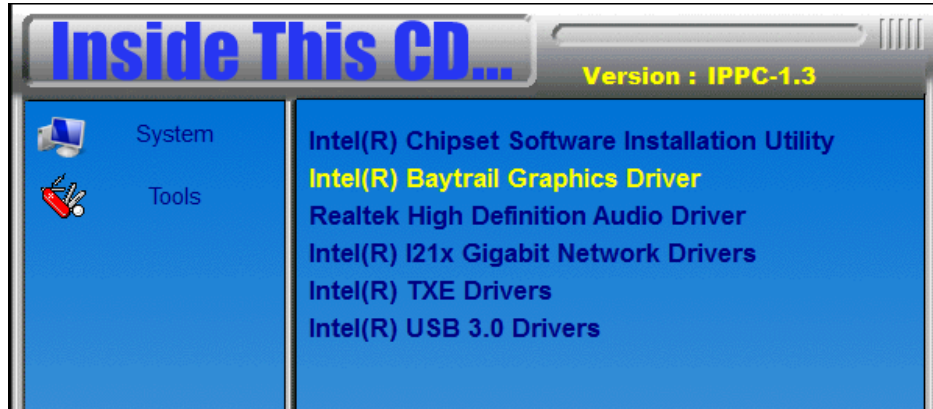 Inside This CD...
Version : IPPC-1.3
System
Tools
Intel(R) Chipset Software Installation Utility
Intel(R) Baytrail Graphics Driver
Realtek High Definition Audio Driver
Intel(R) I21x Gigabit Network Drivers
Intel(R) TXE Drivers
Intel(R) USB 3.0 Drivers